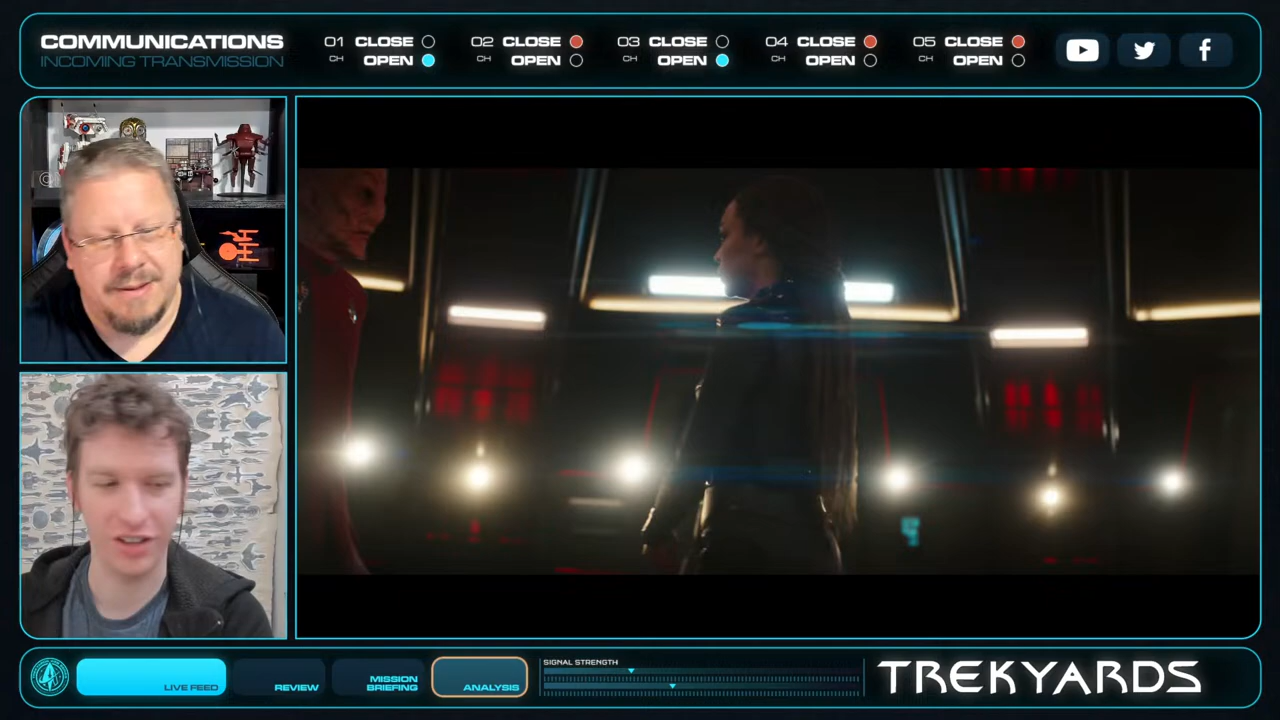 COMMUNICATIONS
INCOMING TRANSMISSION
01 CLOSE
CH OPEN
02 CLOSE
CH OPEN
03 CLOSE
CH OPEN
04 CLOSE
CH OPEN
05 CLOSE
CH OPEN
LIVE FEED
REVIEW
MISSION
BRIEFING
ANALYSIS
SIGNAL STRENGTH
TREKYARDS